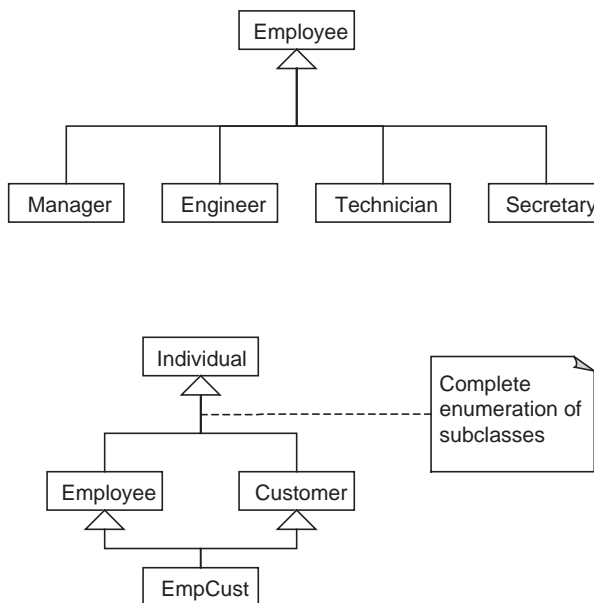 Employee
Manager
Engineer
Technician
Secretary
Individual
Complete
enumeration of
subclasses
Employee
Customer
EmpCust